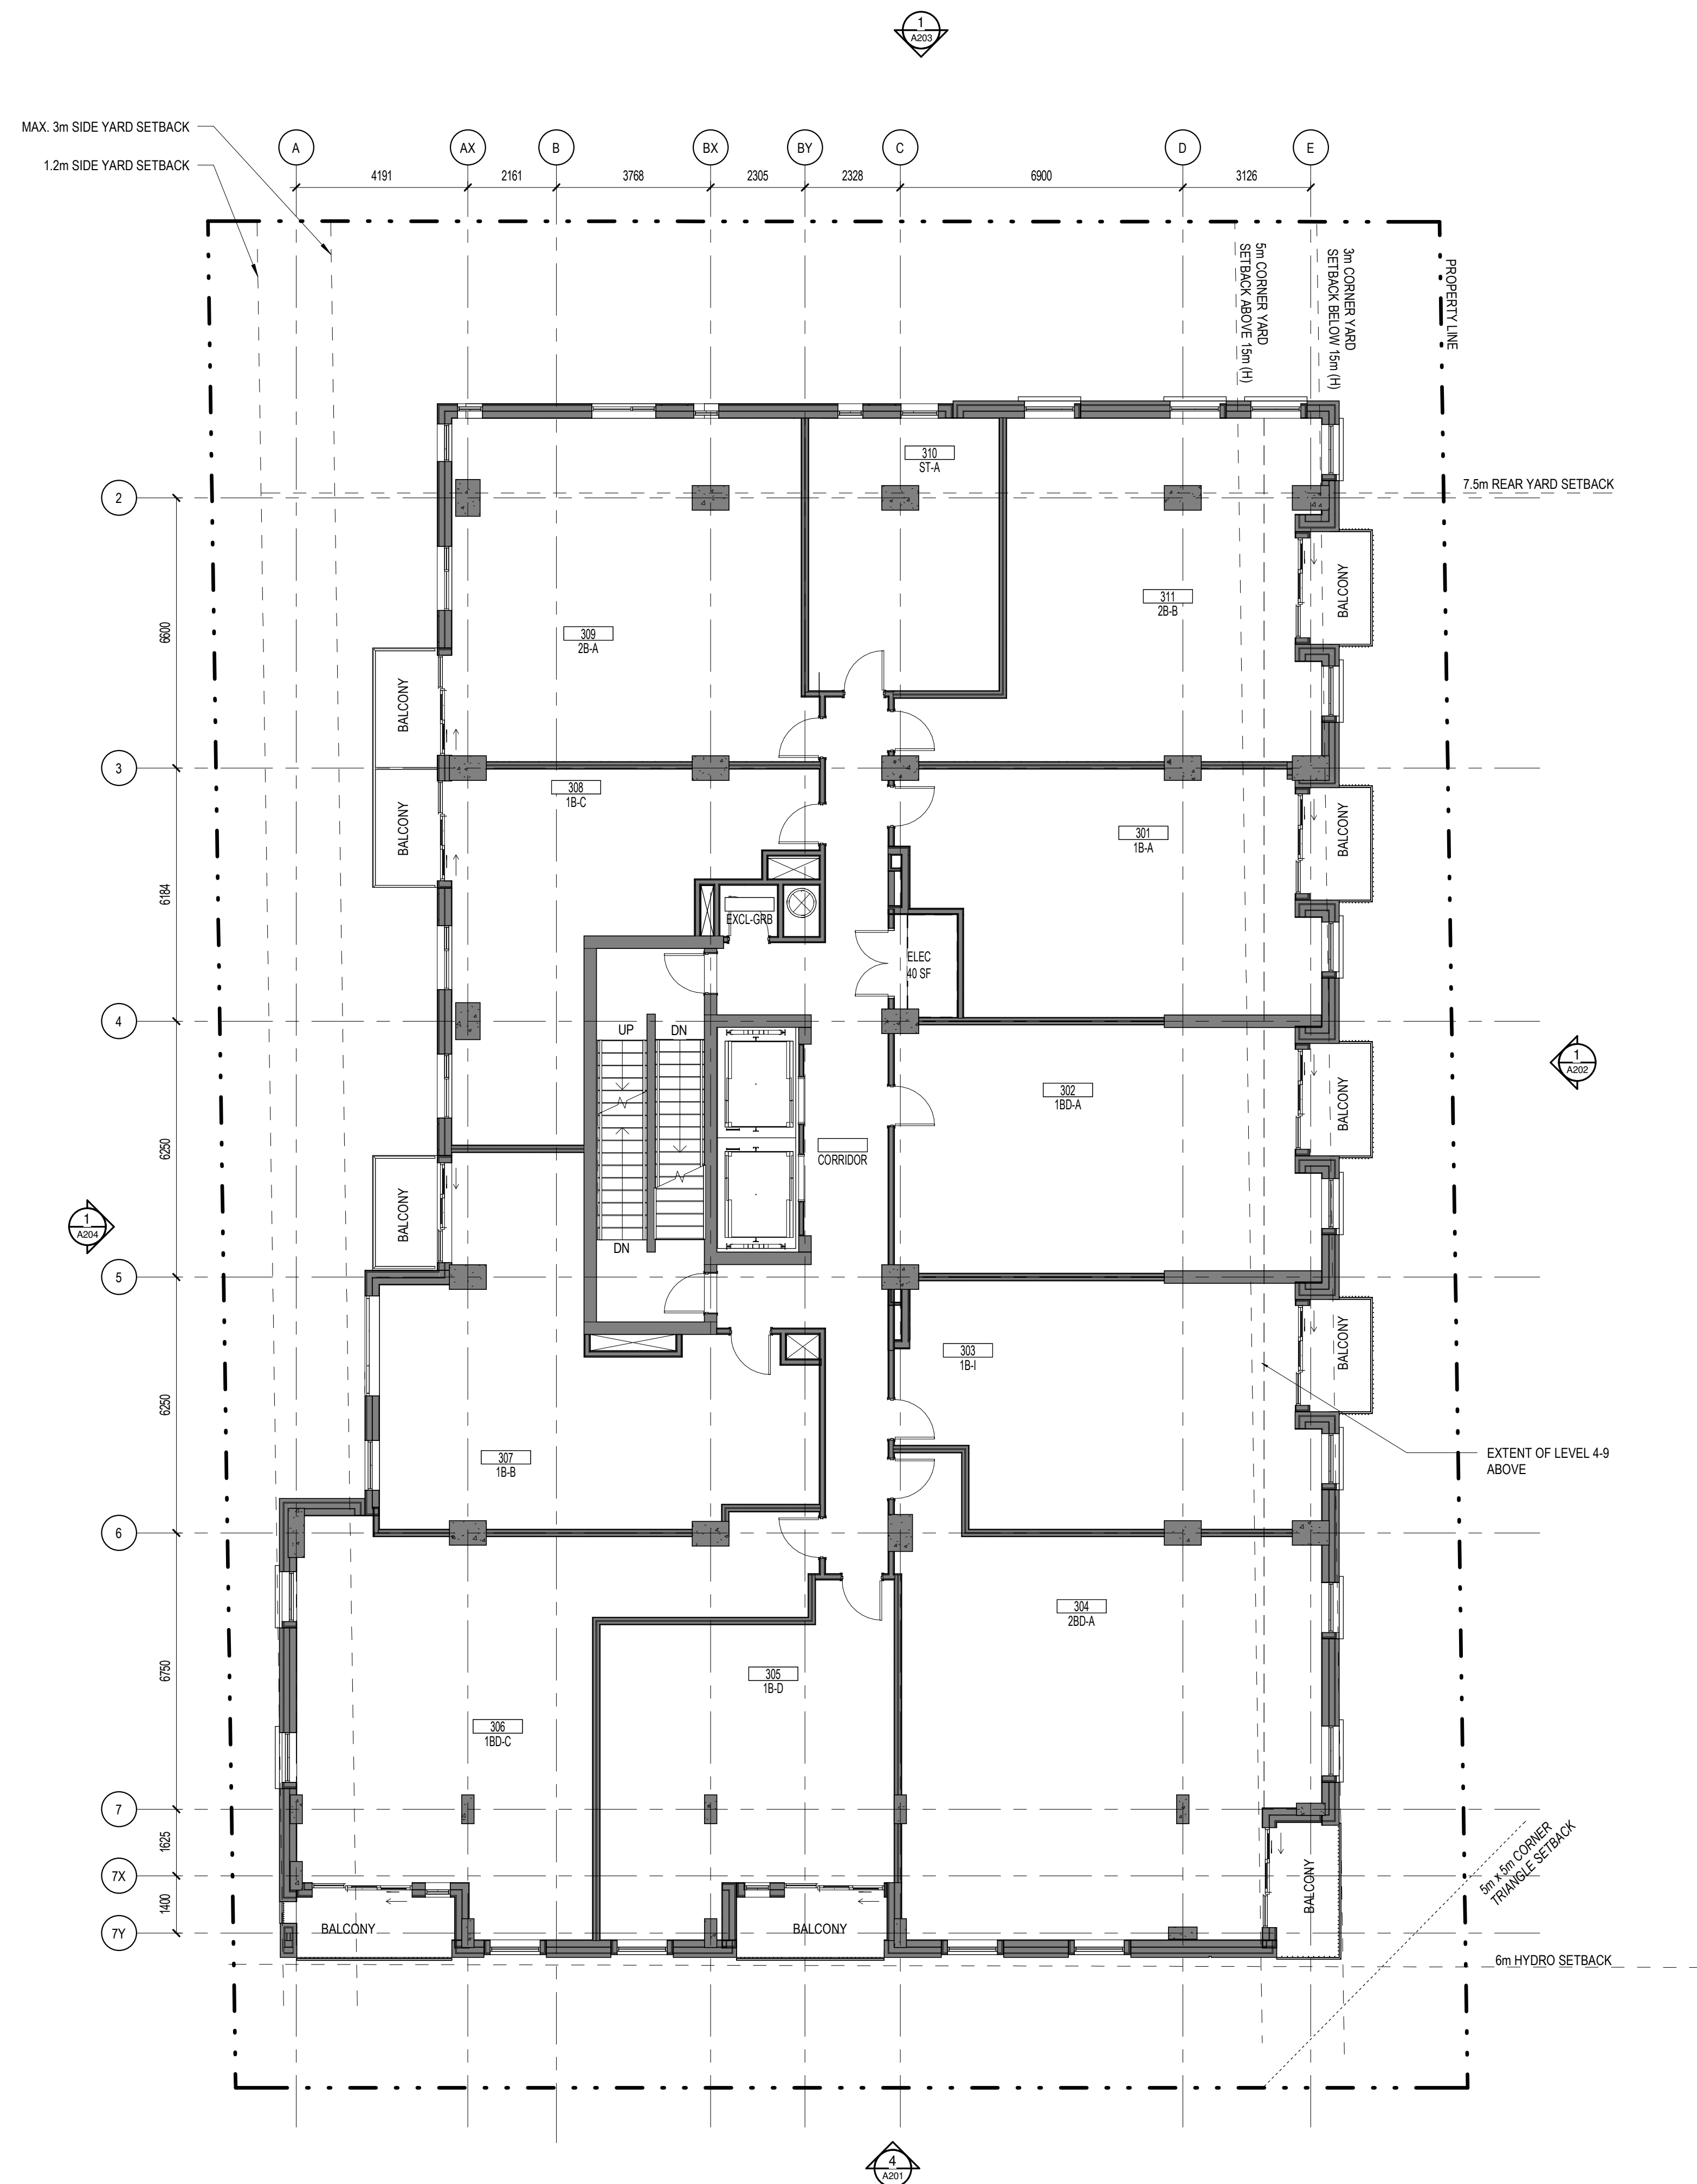 1
A203
MAX. 3m SIDE YARD SETBACK
1.2m SIDE YARD SETBACK
A
AX
B
BX
BY
C
D
E
4191
2161
3768
2305
2328
6900
3126
5m CORNER YARD
SETBACK ABOVE 15m (H)
3m CORNER YARD
SETBACK BELOW 15m (H)
PROPERTY LINE
310
ST-A
2
7.5m REAR YARD SETBACK
BALCONY
311
2B-B
6600
309
2B-A
BALCONY
3
308
1B-C
BALCONY
301
1B-A
BALCONY
6184
EXCL-GRB
ELEC
40 SF
4
UP
DN
1
A202
302
1BD-A
BALCONY
6250
CORRIDOR
BALCONY
1
A204
DN
5
303
1B-I
BALCONY
6250
307
1B-B
EXTENT OF LEVEL 4-9
ABOVE
6
304
2BD-A
6750
305
1B-D
306
1BD-C
7
1625
5m x 5m CORNER
TRIANGLE SETBACK
7X
BALCONY
1400
7Y
BALCONY
BALCONY
6m HYDRO SETBACK
4
A201